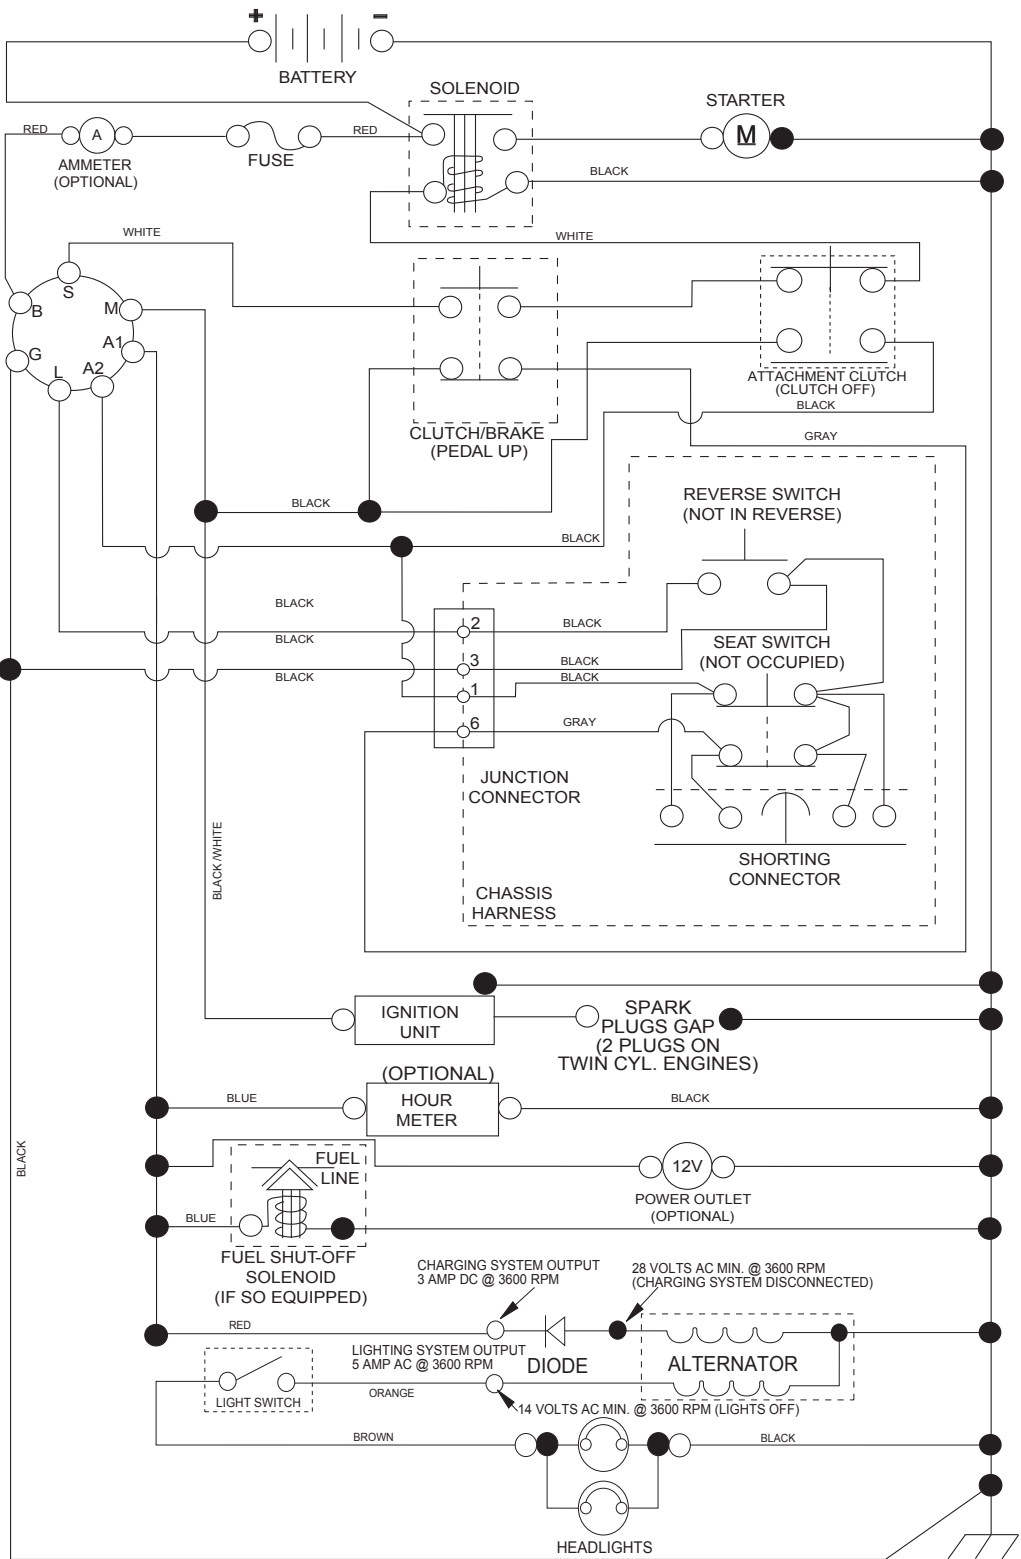 +
−
BATTERY
SOLENOID
STARTER
RED
A
RED
M
AMMETER
(OPTIONAL)
FUSE
BLACK
WHITE
WHITE
S
B
M
G
A1
L
A2
CLUTCH/BRAKE
(PEDAL UP)
ATTACHMENT CLUTCH
(CLUTCH OFF)
BLACK
GRAY
BLACK
BLACK
REVERSE SWITCH
(NOT IN REVERSE)
BLACK
2
BLACK
BLACK
SEAT SWITCH
(NOT OCCUPIED)
3
BLACK
BLACK
BLACK
1
6
GRAY
JUNCTION
CONNECTOR
BLACK/WHITE
SHORTING
CONNECTOR
CHASSIS
HARNESS
IGNITION
UNIT
SPARK
PLUGS GAP
(2 PLUGS ON
TWIN CYL. ENGINES)
(OPTIONAL)
BLUE
HOUR
METER
BLACK
BLACK
FUEL
LINE
12V
POWER OUTLET
(OPTIONAL)
BLUE
FUEL SHUT-OFF
SOLENOID
(IF SO EQUIPPED)
CHARGING SYSTEM OUTPUT
3 AMP DC @ 3600 RPM
28 VOLTS AC MIN. @ 3600 RPM
(CHARGING SYSTEM DISCONNECTED)
RED
LIGHTING SYSTEM OUTPUT
5 AMP AC @ 3600 RPM
DIODE
ALTERNATOR
LIGHT SWITCH
ORANGE
14 VOLTS AC MIN. @ 3600 RPM (LIGHTS OFF)
BROWN
BLACK
HEADLIGHTS